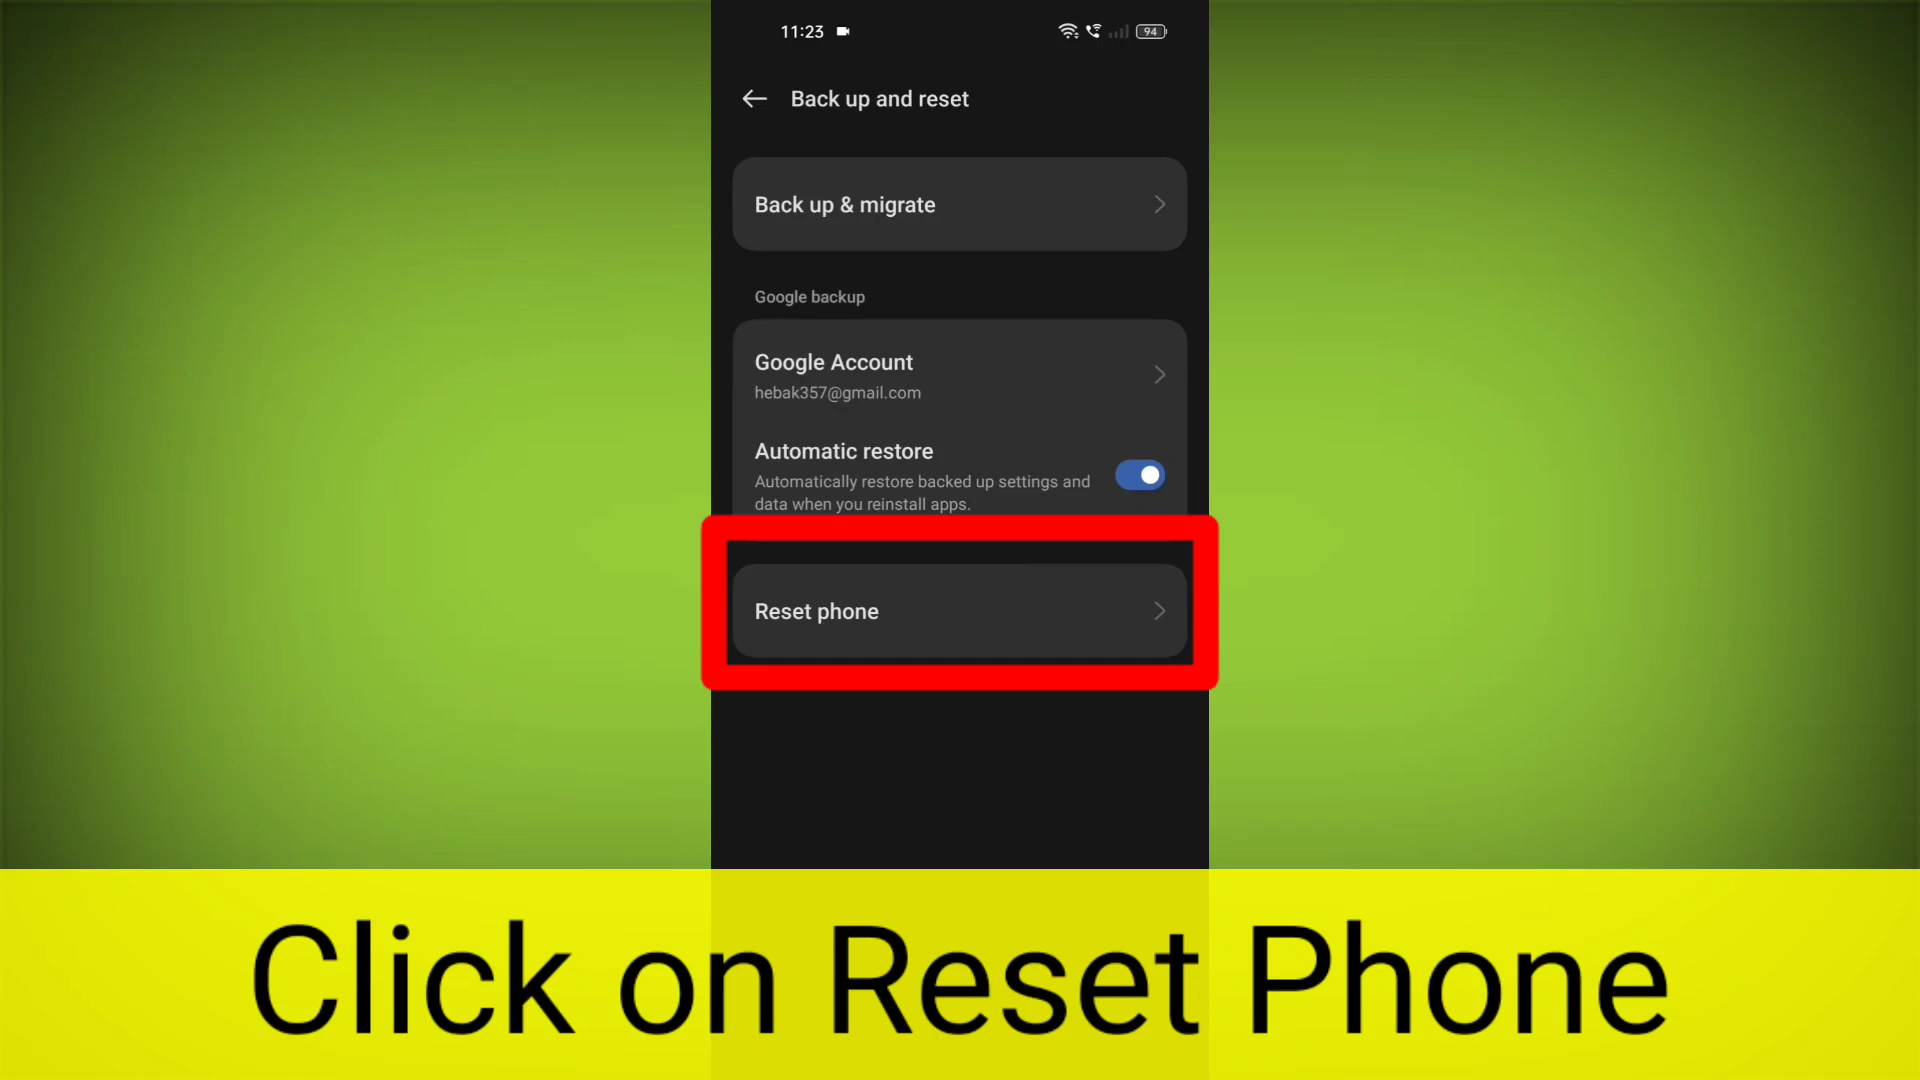 11:23
94
Back up and reset
Back up & migrate
Google backup
Google Account
hebak357@gmail.com
Automatic restore
Automatically restore backed up settings and
data when you reinstall apps.
Reset phone
Click on Reset Phone